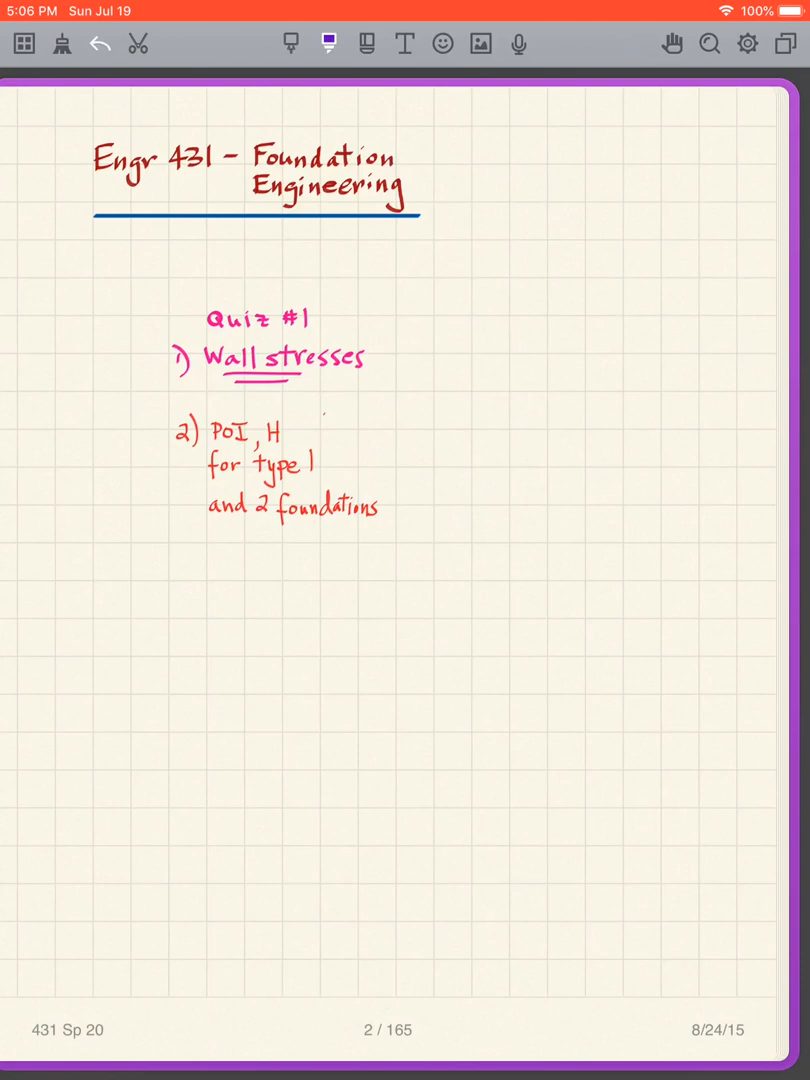 5:06 PM Sun Jul 19 100%
Engr 431 - Foundation
Engineering
Quiz #1
1) Wall stresses
2) POI, H
for type 1
and 2 foundations
431 Sp 20 2 / 165 8/24/15